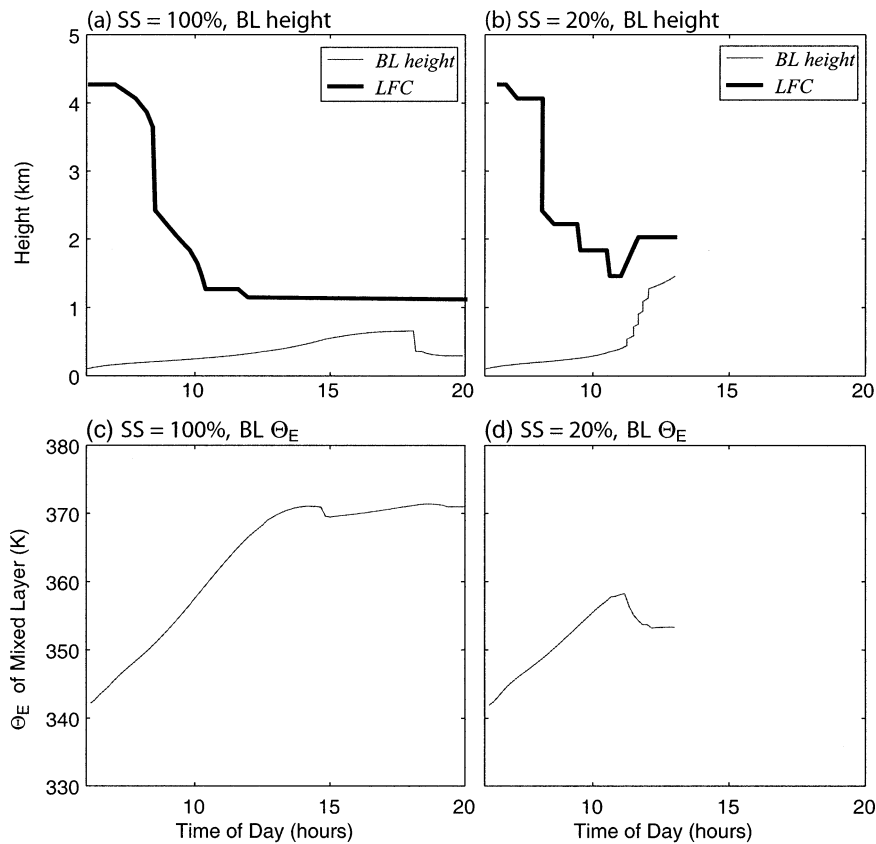 (a) SS = 100%, BL height
(b) SS = 20%, BL height
5
4
3
2
1
0
Height (km)
BL height
LFC
10
15
20
BL height
LFC
10
15
20
(c) SS = 100%, BL ΘE
(d) SS = 20%, BL ΘE
380
370
360
350
340
330
ΘE of Mixed Layer (K)
10
15
20
Time of Day (hours)
10
15
20
Time of Day (hours)